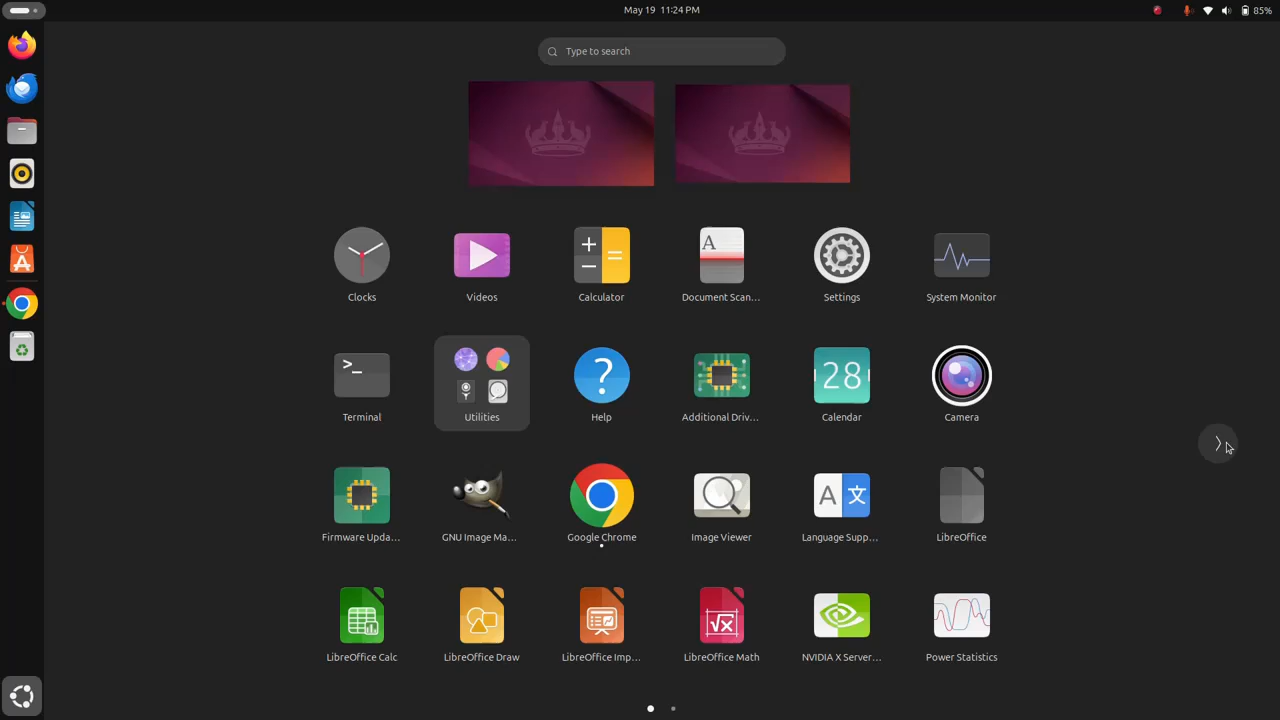 May 19 11:24 PM
85%
Type to search
Clocks
Videos
Calculator
Document Scan...
Settings
System Monitor
Terminal
Utilities
Help
Additional Driv...
28
Calendar
Camera
Firmware Upda...
GNU Image Ma...
Google Chrome
Image Viewer
A 文
Language Supp...
LibreOffice
LibreOffice Calc
LibreOffice Draw
LibreOffice Imp...
LibreOffice Math
NVIDIA X Server...
Power Statistics